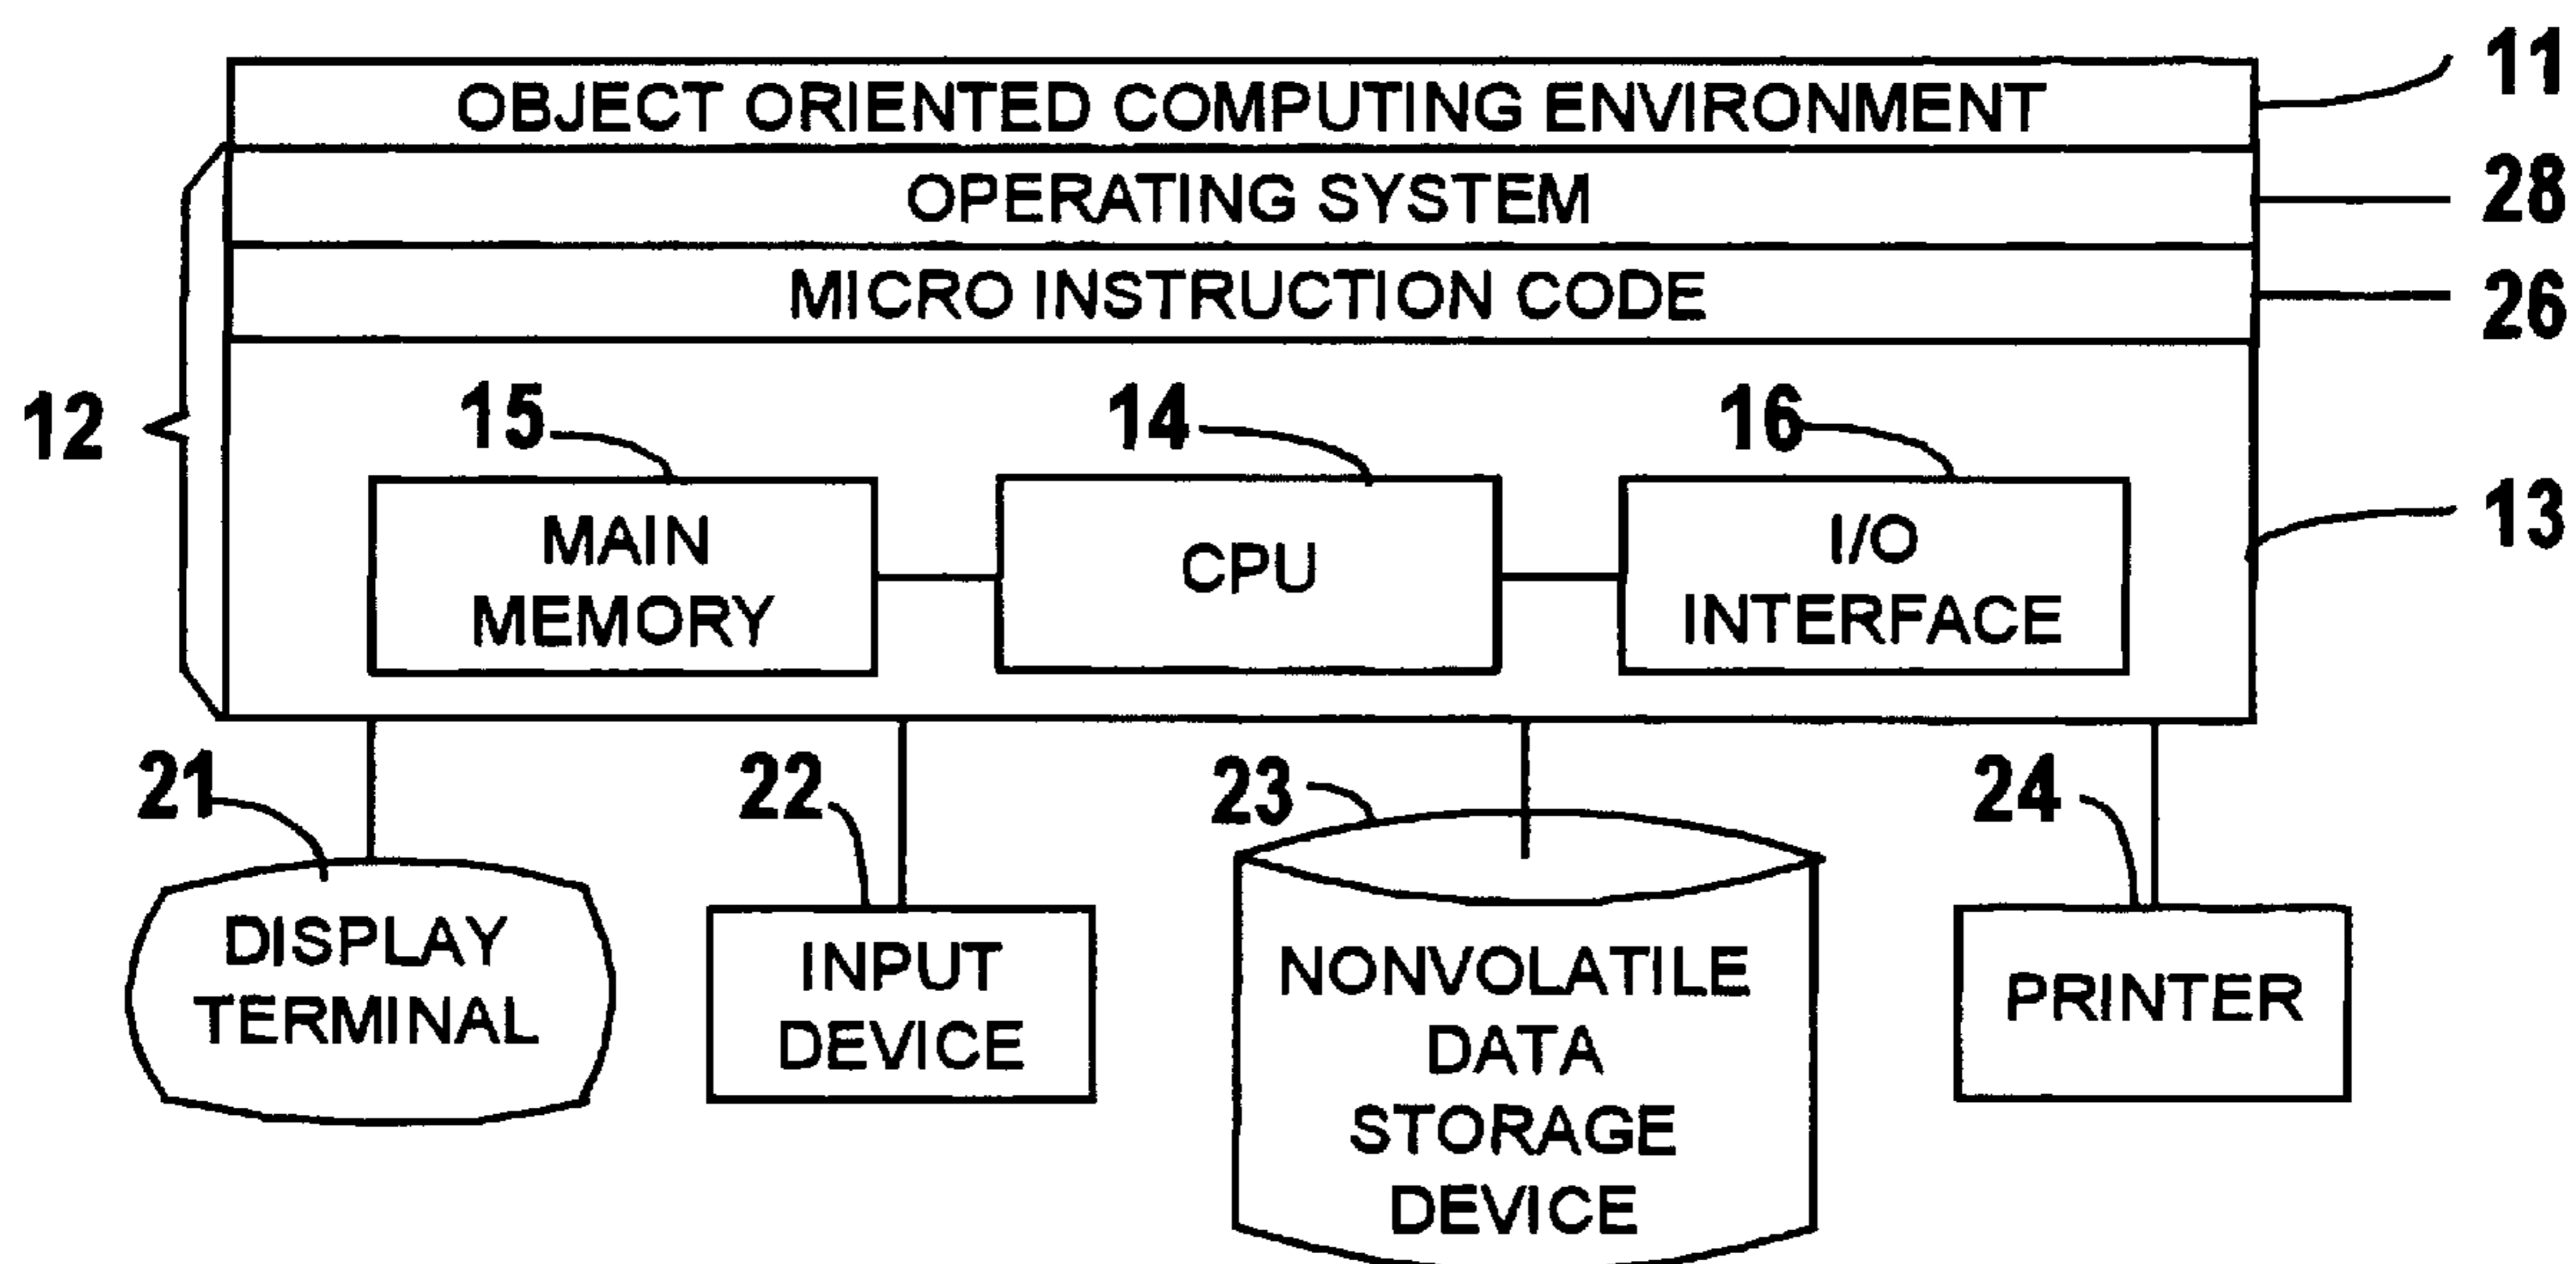 OBJECT ORIENTED COMPUTING ENVIRONMENT 11
OPERATING SYSTEM 28
MICRO INSTRUCTION CODE 26
12
15 14 16
13
MAIN
MEMORY
CPU
I/O
INTERFACE
21 22 23 24
DISPLAY
TERMINAL
INPUT
DEVICE
NONVOLATILE
DATA
STORAGE
DEVICE
PRINTER